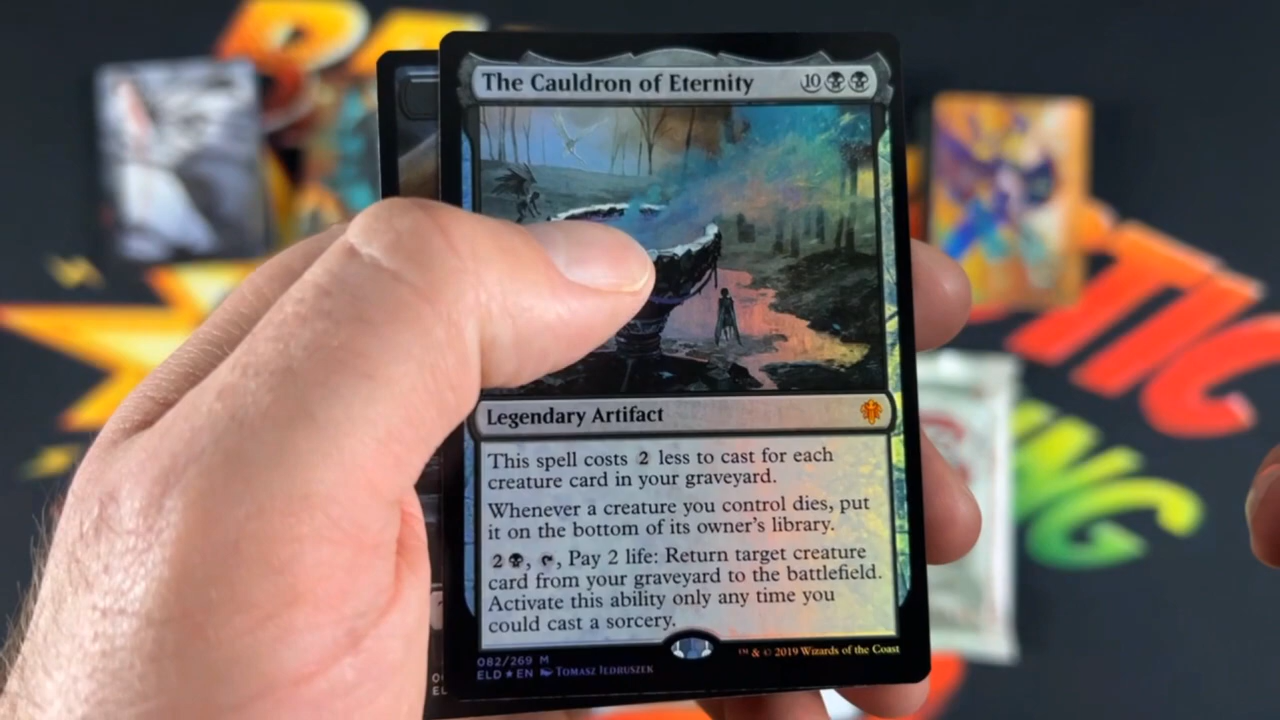 The Cauldron of Eternity 10
Legendary Artifact
This spell costs 2 less to cast for each
creature card in your graveyard.
Whenever a creature you control dies, put
it on the bottom of its owner's library.
2 , , Pay 2 life: Return target creature
card from your graveyard to the battlefield.
Activate this ability only any time you
could cast a sorcery.
082/269 M
ELD ★ EN Tomasz Jedruszek
™ & © 2019 Wizards of the Coast
TIC
NG